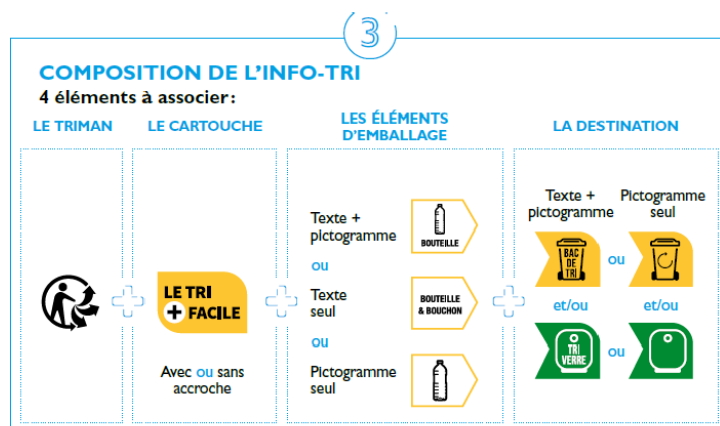 3
COMPOSITION DE L’INFO-TRI
4 éléments à associer :
LE TRIMAN
LE CARTOUCHE
LES ÉLÉMENTS
D’EMBALLAGE
LA DESTINATION
LE TRI
+ FACILE
Avec ou sans
accroche
Texte +
pictogramme
BOUTEILLE
ou
Texte
seul
BOUTEILLE
& BOUCHON
ou
Pictogramme
seul
Texte +
pictogramme
Pictogramme
seul
BAC
DE
TRI
ou
et/ou
et/ou
TRI
VERRE
ou